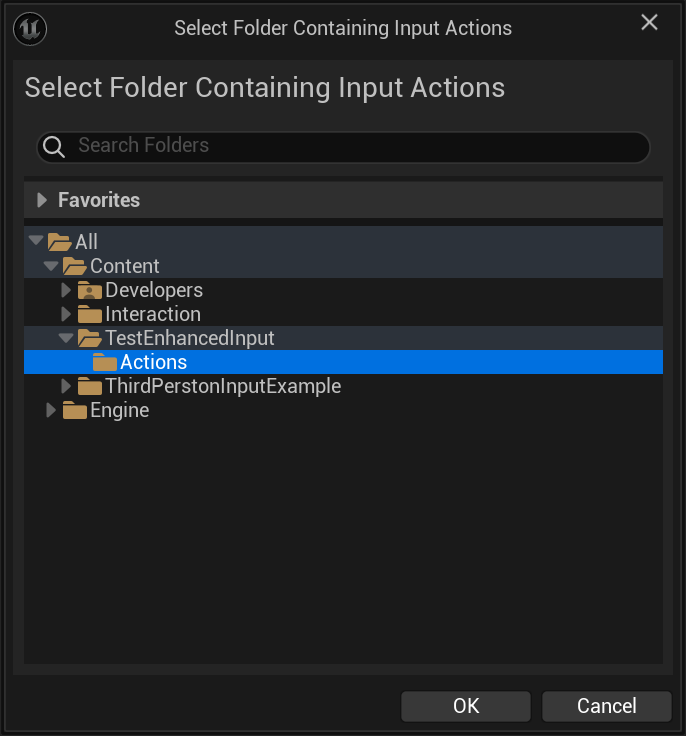 Select Folder Containing Input Actions
Select Folder Containing Input Actions
Search Folders
Favorites
All
Content
Developers
Interaction
TestEnhancedInput
Actions
ThirdPerstonInputExample
Engine
OK
Cancel